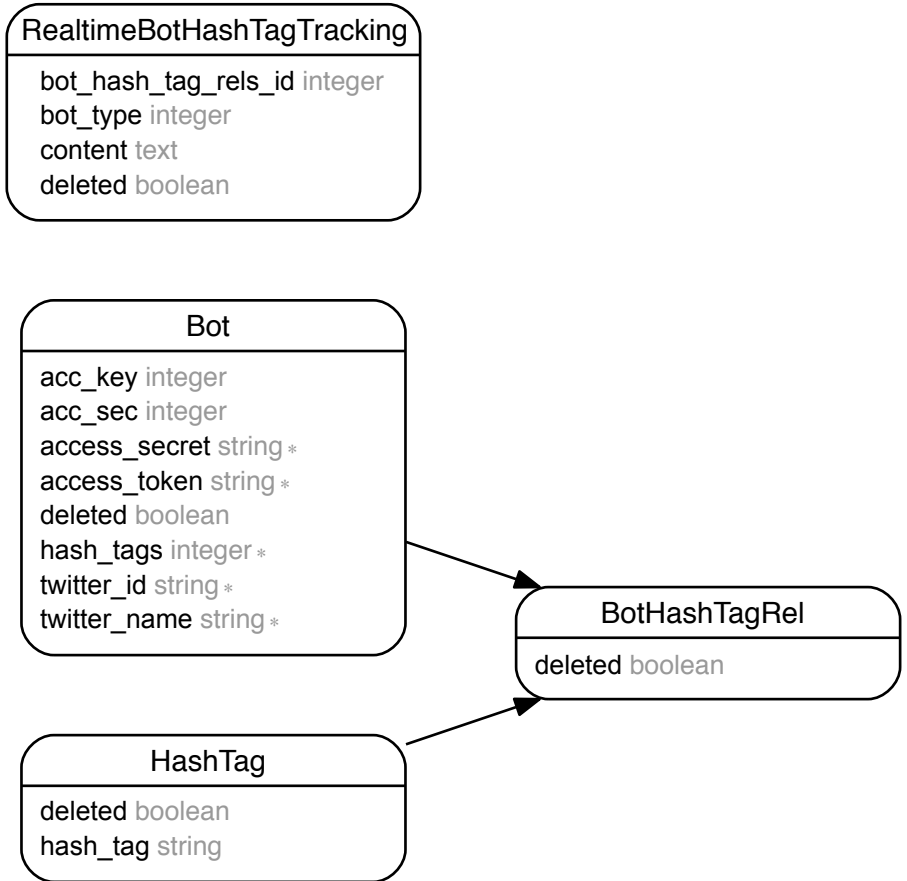 RealtimeBotHashTagTracking
bot_hash_tag_rels_id integer
bot_type integer
content text
deleted boolean
Bot
acc_key integer
acc_sec integer
access_secret string *
access_token string *
deleted boolean
hash_tags integer *
twitter_id string *
twitter_name string *
BotHashTagRel
deleted boolean
HashTag
deleted boolean
hash_tag string